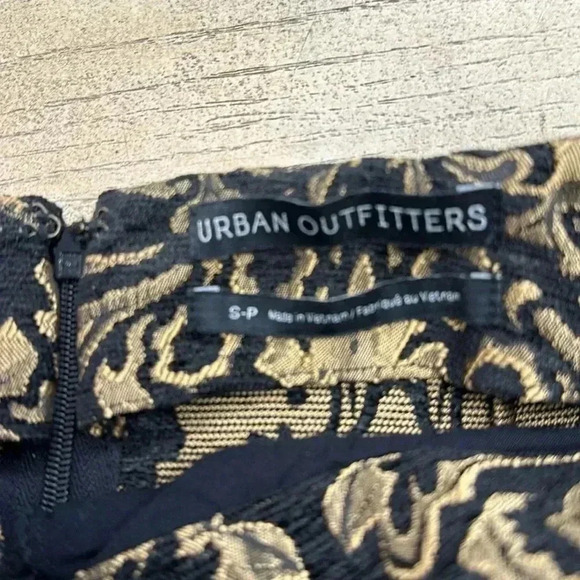 URBAN OUTFITTERS
S-P Made in Vietnam / Fabriqué au Vietnam